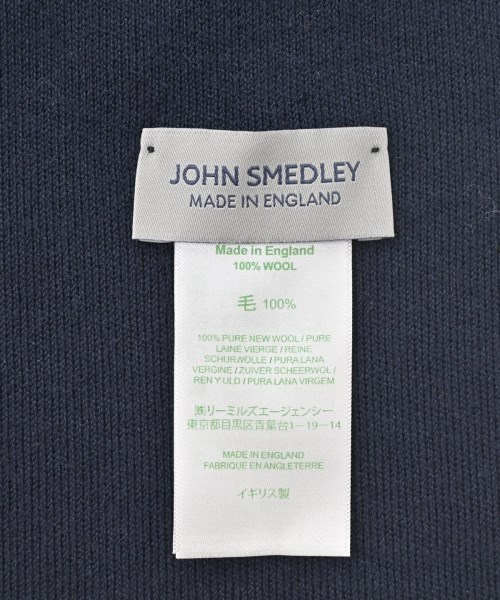 JOHN SMEDLEY
MADE IN ENGLAND
Made in England
100% WOOL
毛 100%
100% PURE NEW WOOL / PURE
LAINE VIERGE / REINE
SCHURWOLLE / PURA LANA
VERGINE / ZUIVER SCHEERWOL /
REN Y ULD / PURA LANA VIRGEM
㈱リーミルズエージェンシー
東京都目黒区青葉台1-19-14
MADE IN ENGLAND
FABRIQUE EN ANGLETERRE
イギリス製